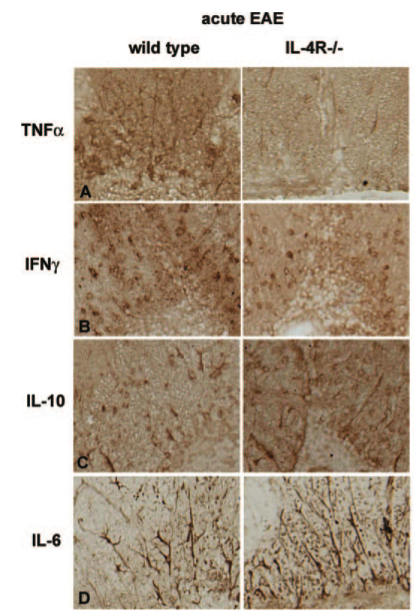 acute EAE
wild type IL-4R-/-
TNFα
A
IFNγ
B
IL-10
C
IL-6
D